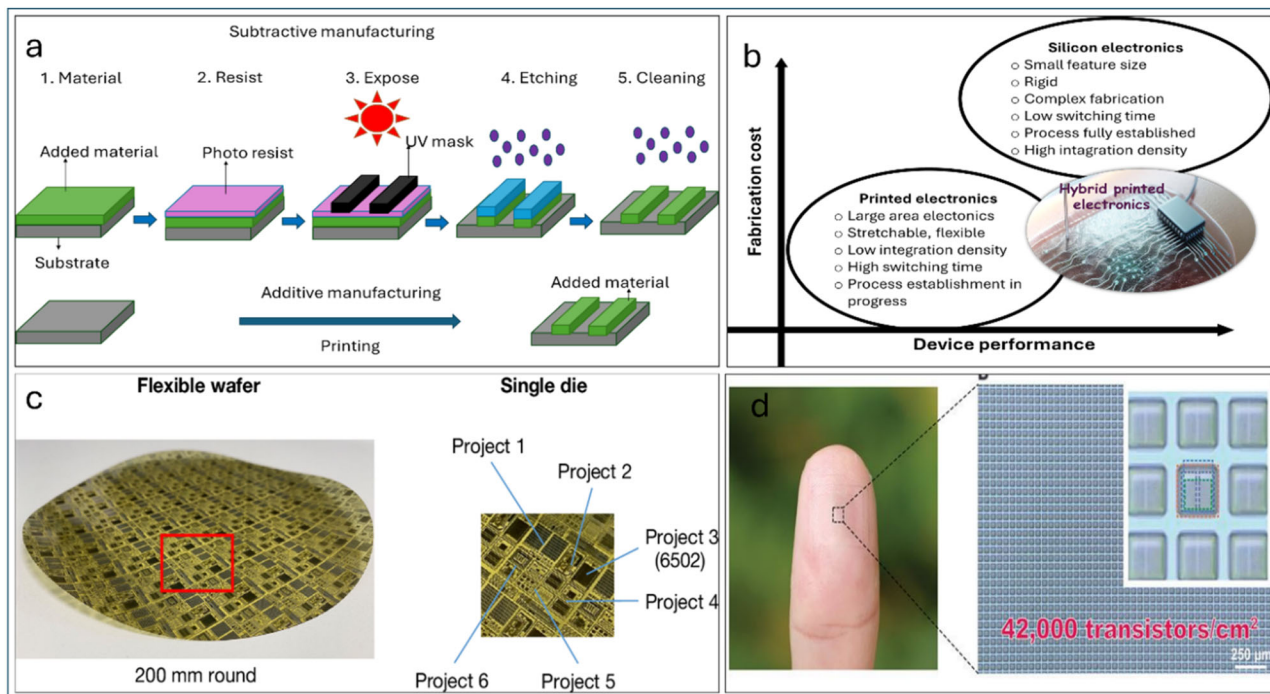 a
Subtractive manufacturing
1. Material
2. Resist
3. Expose
4. Etching
5. Cleaning
Added material
Photo resist
UV mask
Substrate
Additive manufacturing
Printing
Added material
b
Fabrication cost
Silicon electronics
Small feature size
Rigid
Complex fabrication
Low switching time
Process fully established
High intagration density
Printed electronics
Large area electonics
Stretchable, flexible
Low integration density
High switching time
Process establishment in
progress
Hybrid printed
electronics
Device performance
c
Flexible wafer
Single die
Project 1
Project 2
Project 3
(6502)
Project 4
Project 5
Project 6
200 mm round
d
42,000 transistors/cm²
250 µm